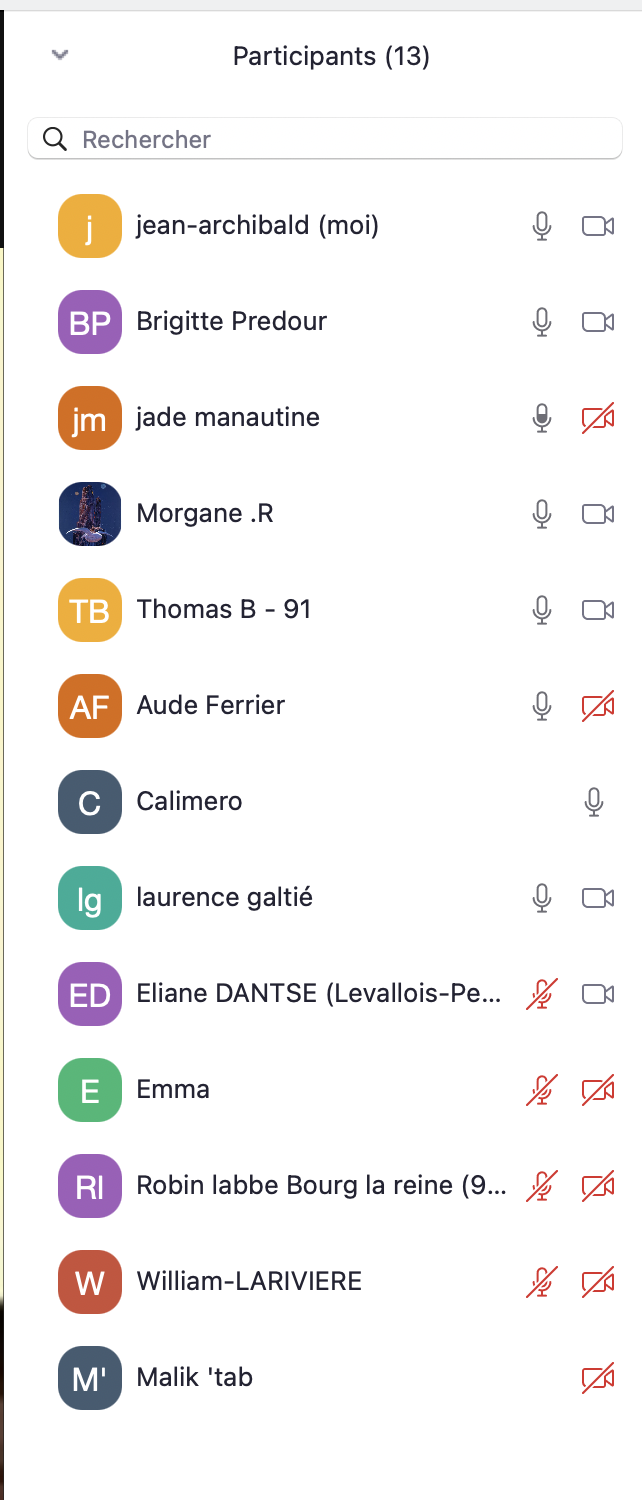 Participants (13)
Rechercher
j jean-archibald (moi)
BP Brigitte Predour
jm jade manautine
Morgane .R
TB Thomas B - 91
AF Aude Ferrier
C Calimero
lg laurence galtié
ED Eliane DANTSE (Levallois-Pe...
E Emma
Rl Robin labbe Bourg la reine (9...
W William-LARIVIERE
M' Malik 'tab